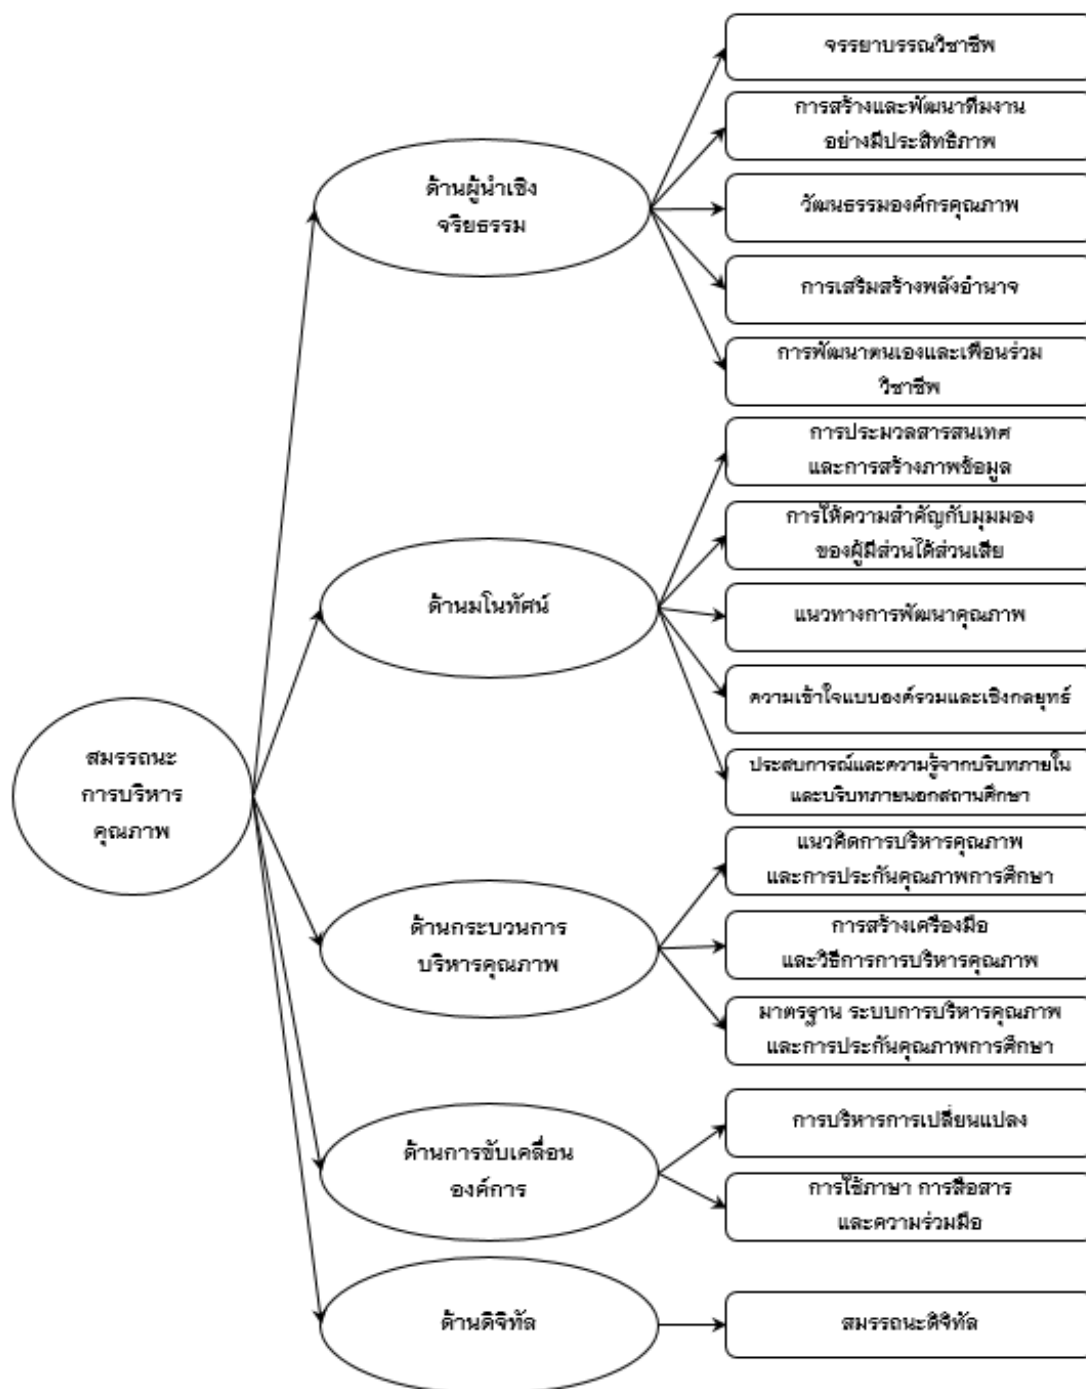 จรรยาบรรณวิชาชีพ
การสร้างและพัฒนาทีมงาน
อย่างมีประสิทธิภาพ
ด้านผู้นำเชิง
จริยธรรม
วัฒนธรรมองค์กรคุณภาพ
การเสริมสร้างพลังอำนาจ
การพัฒนาตนเองและเพื่อนร่วม
วิชาชีพ
การประมวลสารสนเทศ
และการสร้างภาพข้อมูล
การให้ความสำคัญกับมุมมอง
ของผู้มีส่วนได้ส่วนเสีย
ด้านมโนทัศน์
แนวทางการพัฒนาคุณภาพ
ความเข้าใจแบบองค์รวมและเชิงกลยุทธ์
ประสบการณ์และความรู้จากบริบทภายใน
และบริบทภายนอกสถานศึกษา
สมรรถนะ
การบริหาร
คุณภาพ
แนวคิดการบริหารคุณภาพ
และการประกันคุณภาพการศึกษา
ด้านกระบวนการ
บริหารคุณภาพ
การสร้างเครื่องมือ
และวิธีการการบริหารคุณภาพ
มาตรฐาน ระบบการบริหารคุณภาพ
และการประกันคุณภาพการศึกษา
การบริหารการเปลี่ยนแปลง
ด้านการขับเคลื่อน
องค์การ
การใช้ภาษา การสื่อสาร
และความร่วมมือ
ด้านดิจิทัล
สมรรถนะดิจิทัล